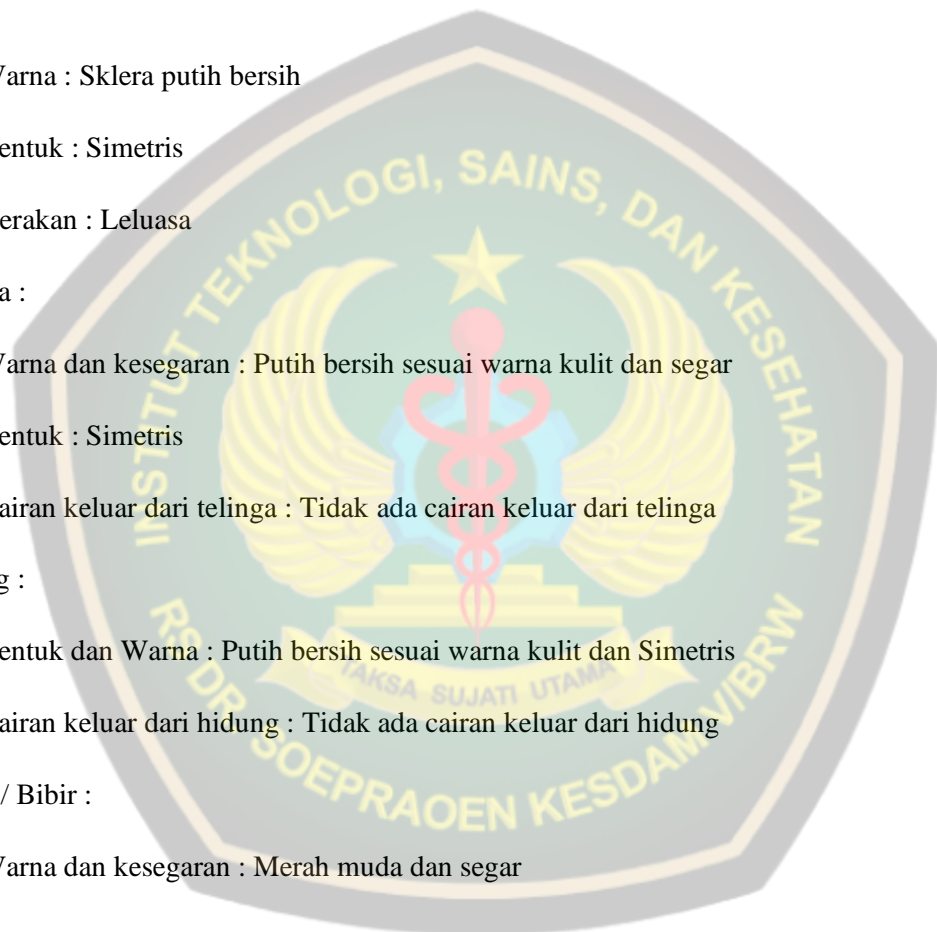 Warna : Sklera putih bersih
entuk : Simetris
erakan : Leluasa
a :
Warna dan kesegaran : Putih bersih sesuai warna kulit dan segar
entuk : Simetris
airan keluar dari telinga : Tidak ada cairan keluar dari telinga
g :
entuk dan Warna : Putih bersih sesuai warna kulit dan Simetris
airan keluar dari hidung : Tidak ada cairan keluar dari hidung
/ Bibir :
Warna dan kesegaran : Merah muda dan segar
INSTITUT TEKNOLOGI, SAINS, DAN KESEHATAN
TAKSA SUJATI UTAMA
RS DR SOEPRAOEN KESDAM V/BRW